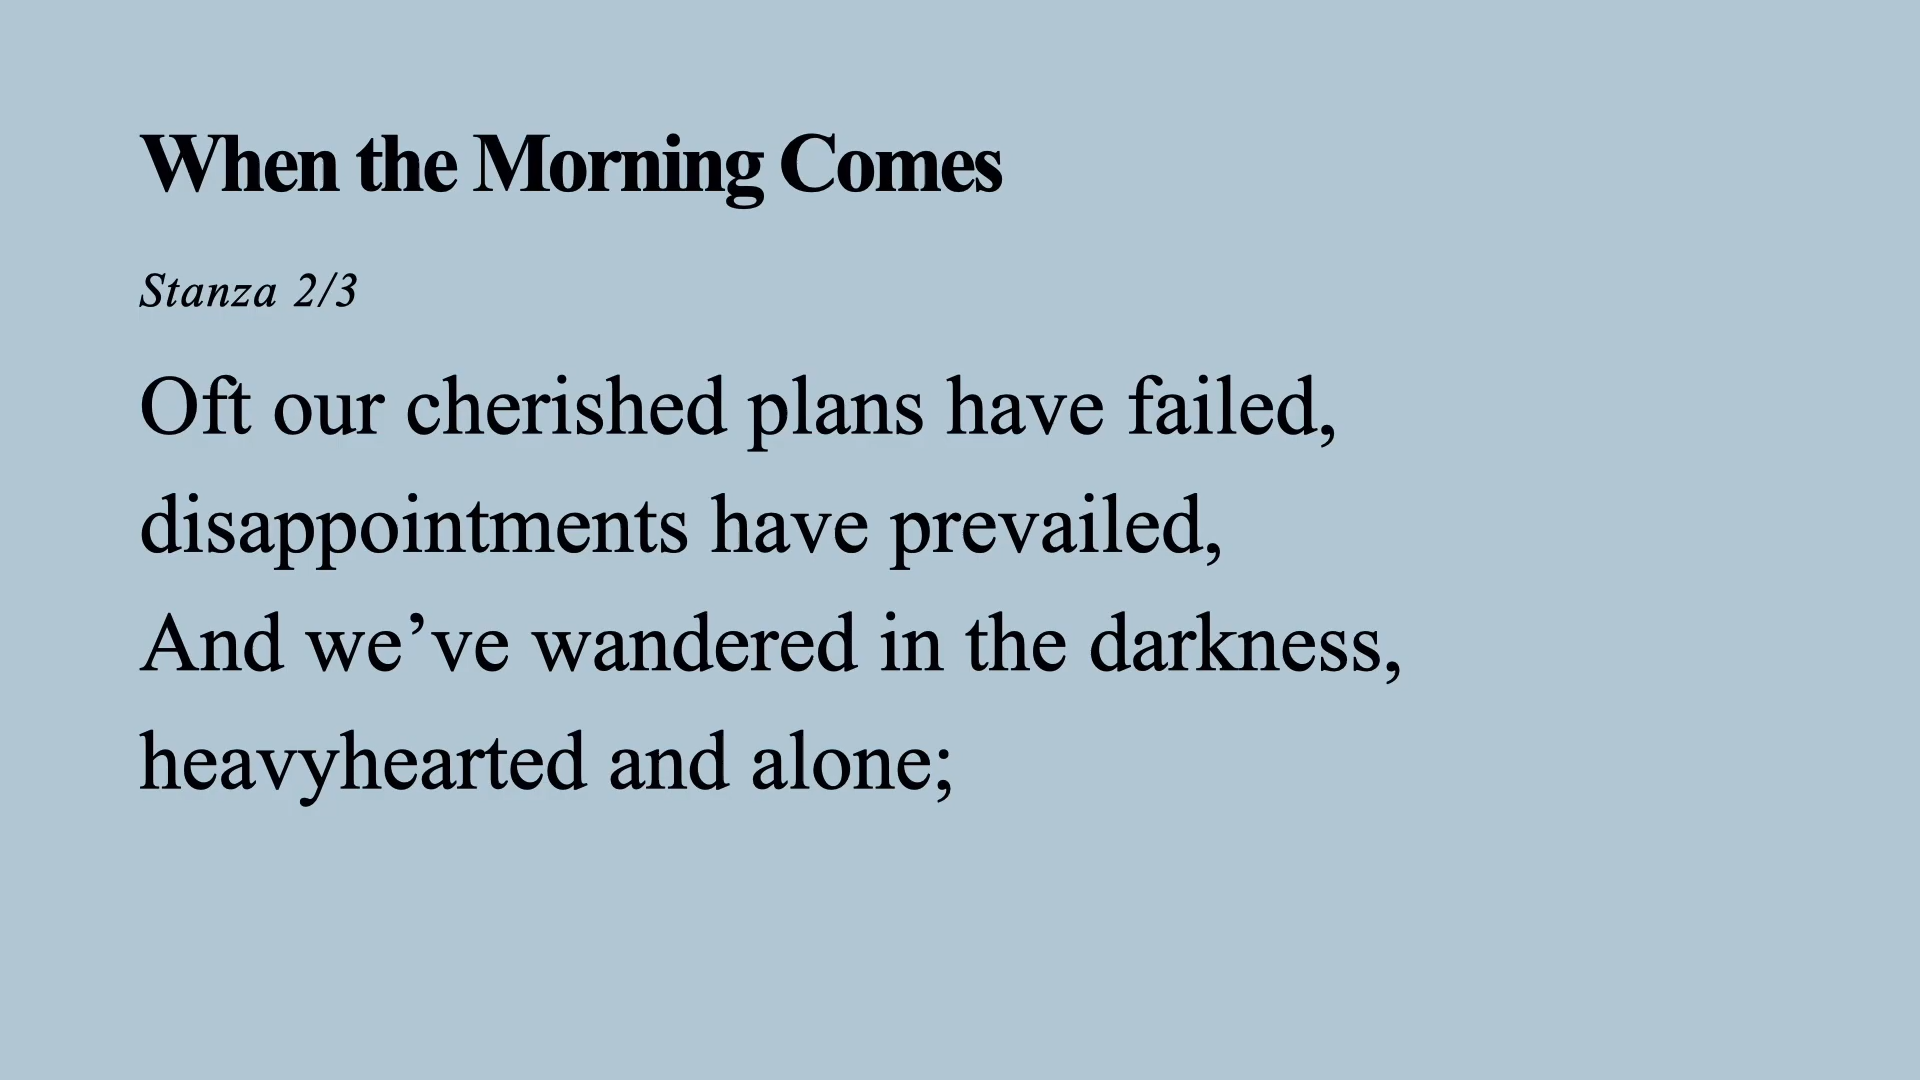 When the Morning Comes
Stanza 2/3
Oft our cherished plans have failed,
disappointments have prevailed,
And we’ve wandered in the darkness,
heavyhearted and alone;